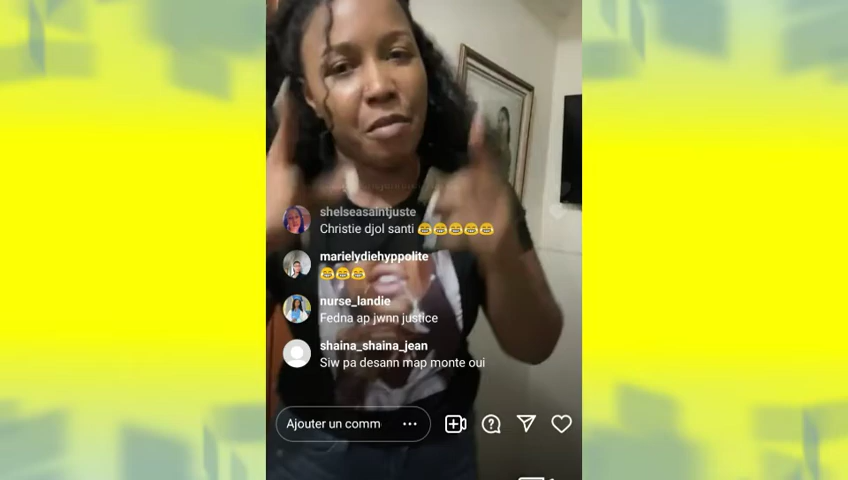 shelseasaintjuste
Christie djol santi 😂😂😂😂😂
marielydiehyppolite
😂😂😂
nurse_landie
Fedna ap jwnn justice
shaina_shaina_jean
Siw pa desann map monte oui
Ajouter un comm